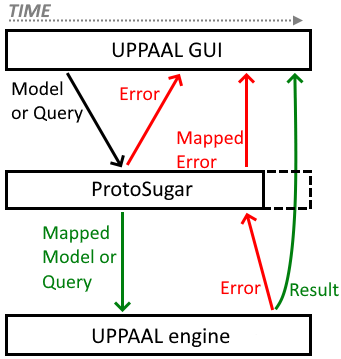 TIME
UPPAAL GUI
Model
or Query
Error
Mapped
Error
ProtoSugar
Mapped
Model or
Query
Error
Result
UPPAAL engine